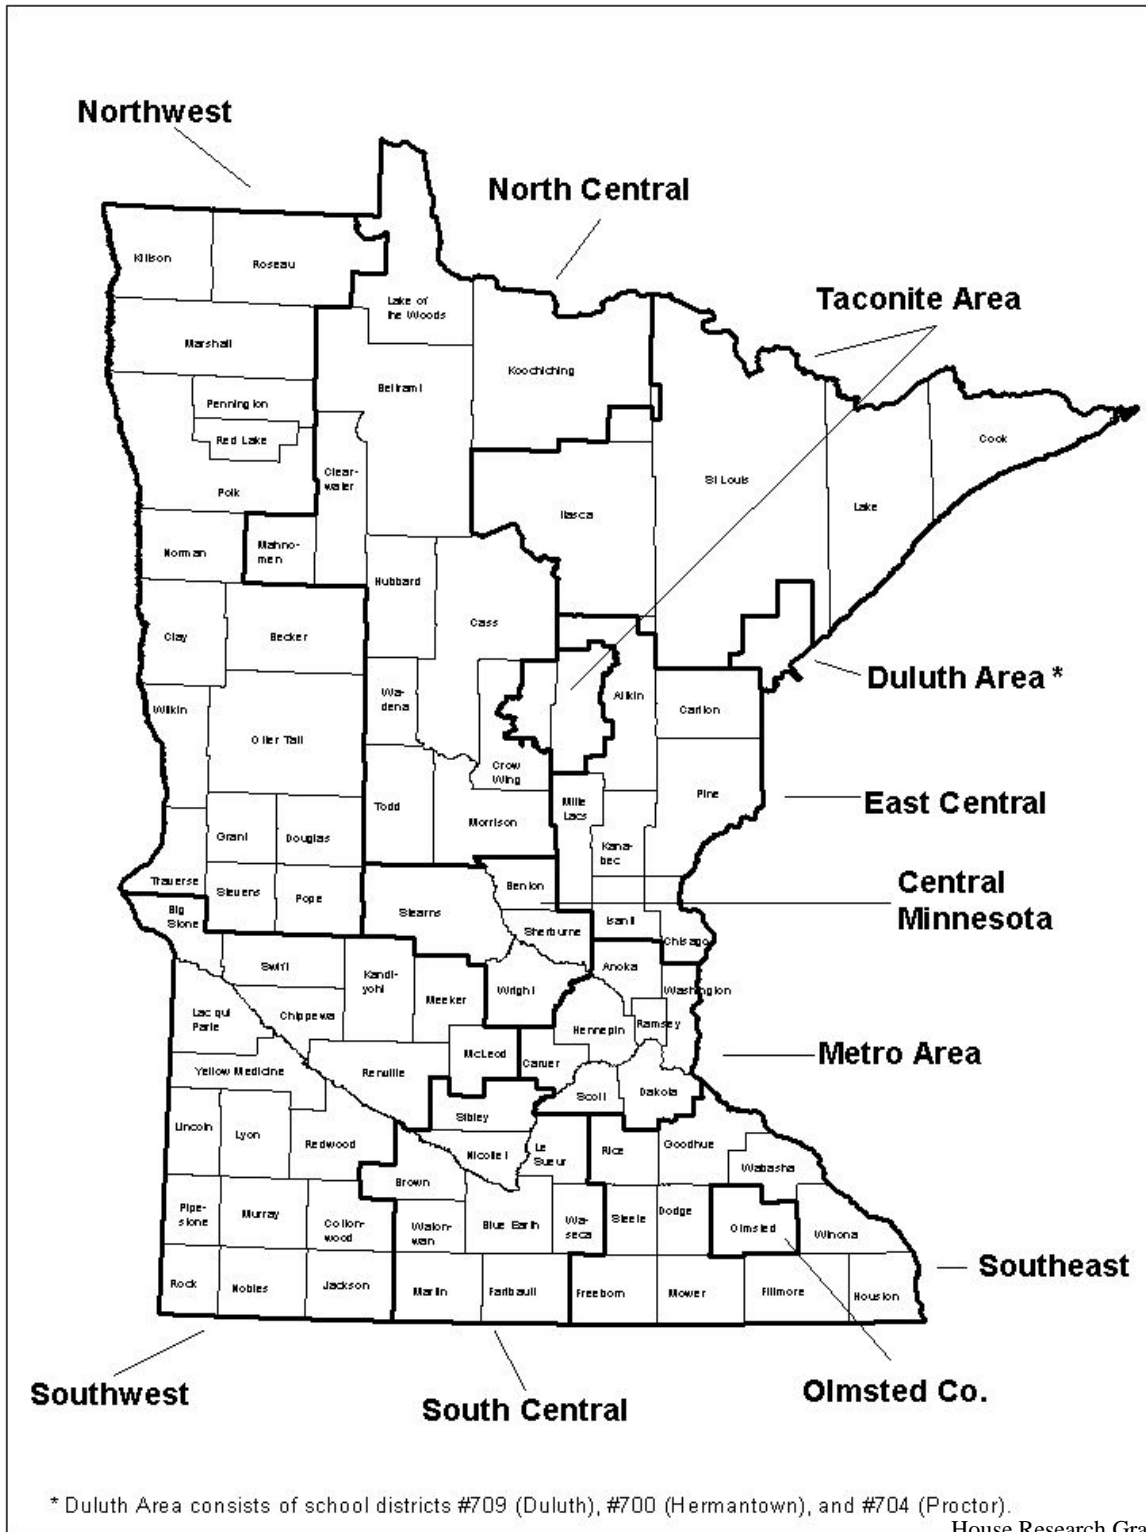 Northwest
North Central
Taconite Area
Kittson
Roseau
Lake of
the Woods
Marshall
Koochiching
Beltrami
Pennington
Red Lake
Cook
Clear-
water
St Louis
Polk
Lake
Itasca
Norman
Mahno-
men
Hubbard
Cass
Clay
Becker
Duluth Area *
Wa-
dena
Aitkin
Carlton
Wilkin
Otter Tail
Crow
Wing
Pine
East Central
Todd
Morrison
Mille
Lacs
Grant
Douglas
Kana-
bec
Traverse
Stevens
Pope
Benton
Central
Minnesota
Big
Stone
Stearns
Sherburne
Isanti
Chisago
Swift
Kandi-
yohi
Anoka
Meeker
Wright
Washington
Lac qui
Parle
Chippewa
Hennepin
Ramsey
McLeod
Carver
Metro Area
Yellow Medicine
Renville
Scott
Dakota
Sibley
Lincoln
Lyon
Redwood
Nicollet
Le
Sueur
Rice
Goodhue
Wabasha
Brown
Pipe-
stone
Murray
Cotton-
wood
Waton-
wan
Blue Earth
Wa-
seca
Steele
Dodge
Olmsted
Winona
Southeast
Rock
Nobles
Jackson
Martin
Faribault
Freeborn
Mower
Fillmore
Houston
Southwest
South Central
Olmsted Co.
* Duluth Area consists of school districts #709 (Duluth), #700 (Hermantown), and #704 (Proctor).